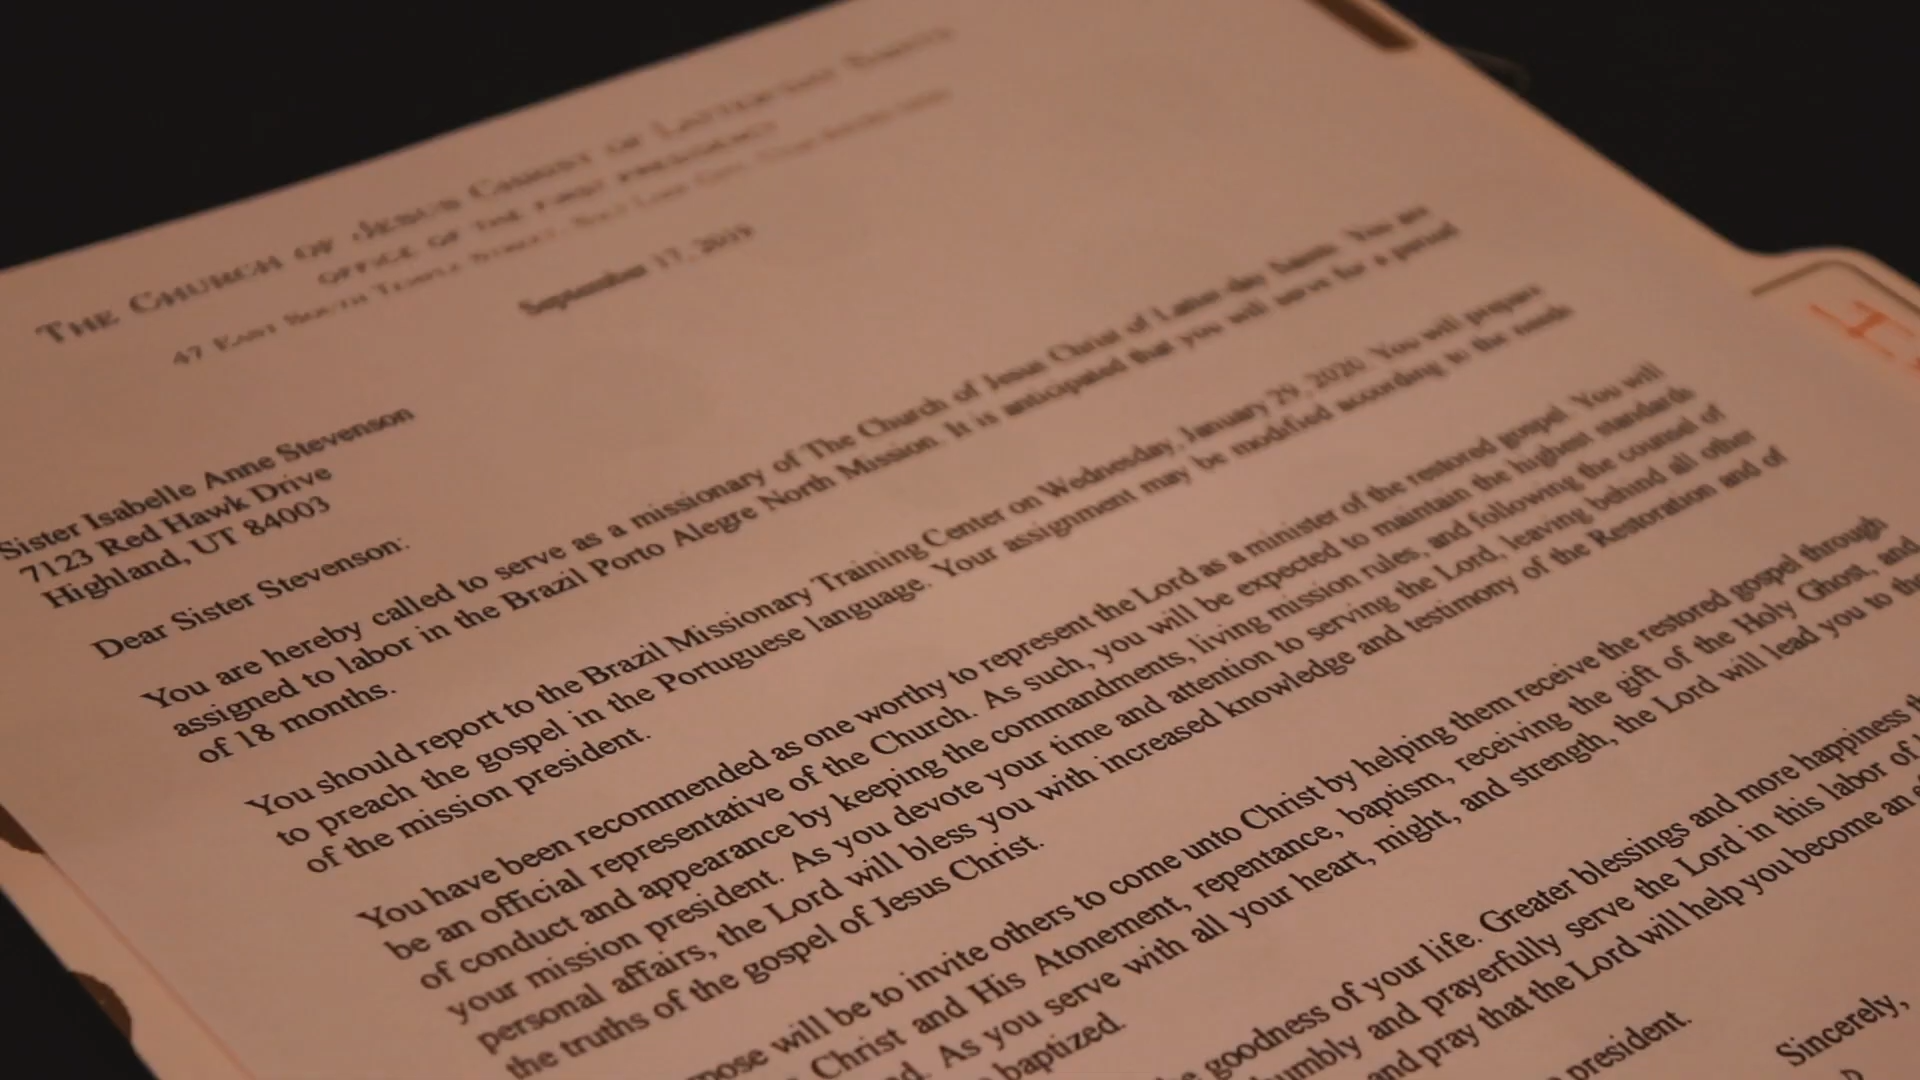 THE CHURCH OF JESUS CHRIST OF LATTER-DAY SAINTS
OFFICE OF THE FIRST PRESIDENCY
47 EAST SOUTH TEMPLE STREET, SALT LAKE CITY,
September 17, 2019
Sister Isabelle Anne Stevenson
7123 Red Hawk Drive
Highland, UT 84003
Dear Sister Stevenson:
You are hereby called to serve as a missionary of The Church of Jesus Christ of Latter-day Saints. You are
assigned to labor in the Brazil Porto Alegre North Mission. It is anticipated that you will serve for a period
of 18 months.
You should report to the Brazil Missionary Training Center on Wednesday, January 29, 2020. You will prepare
to preach the gospel in the Portuguese language. Your assignment may be modified according to the needs
of the mission president.
You have been recommended as one worthy to represent the Lord as a minister of the restored gospel. You will
be an official representative of the Church. As such, you will be expected to maintain the highest standards
of conduct and appearance by keeping the commandments, living mission rules, and following the counsel of
your mission president. As you devote your time and attention to serving the Lord, leaving behind all other
personal affairs, the Lord will bless you with increased knowledge and testimony of the Restoration and of
the truths of the gospel of Jesus Christ.
will be to invite others to come unto Christ by helping them receive the restored gospel through
Christ and His Atonement, repentance, baptism, receiving the gift of the Holy Ghost, and
As you serve with all your heart, might, and strength, the Lord will lead you to
baptized.
goodness of your life. Greater blessings and more happiness
and prayerfully serve the Lord in this labor of
and pray that the Lord will help you become an
president.
Sincerely,